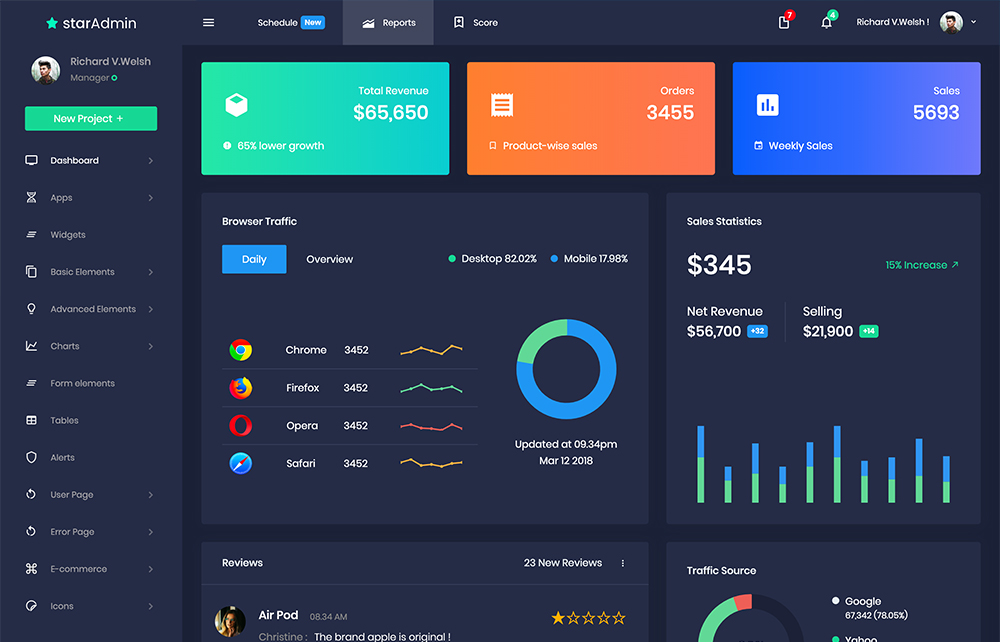 starAdmin
Schedule New
Reports
Score
7
4
Richard V.Welsh !
Richard V.Welsh
Manager
New Project +
Dashboard
Apps
Widgets
Basic Elements
Advanced Elements
Charts
Form elements
Tables
Alerts
User Page
Error Page
E-commerce
Icons
Total Revenue
$65,650
65% lower growth
Orders
3455
Product-wise sales
Sales
5693
Weekly Sales
Browser Traffic
Daily
Overview
Desktop 82.02%
Mobile 17.98%
Chrome 3452
Firefox 3452
Opera 3452
Safari 3452
Updated at 09.34pm
Mar 12 2018
Sales Statistics
$345
15% Increase
Net Revenue
$56,700 +32
Selling
$21,900 +14
Reviews
23 New Reviews
Air Pod 08.34 AM
Christine : The brand apple is original !
Traffic Source
Google
67,342 (78.05%)
Yahoo